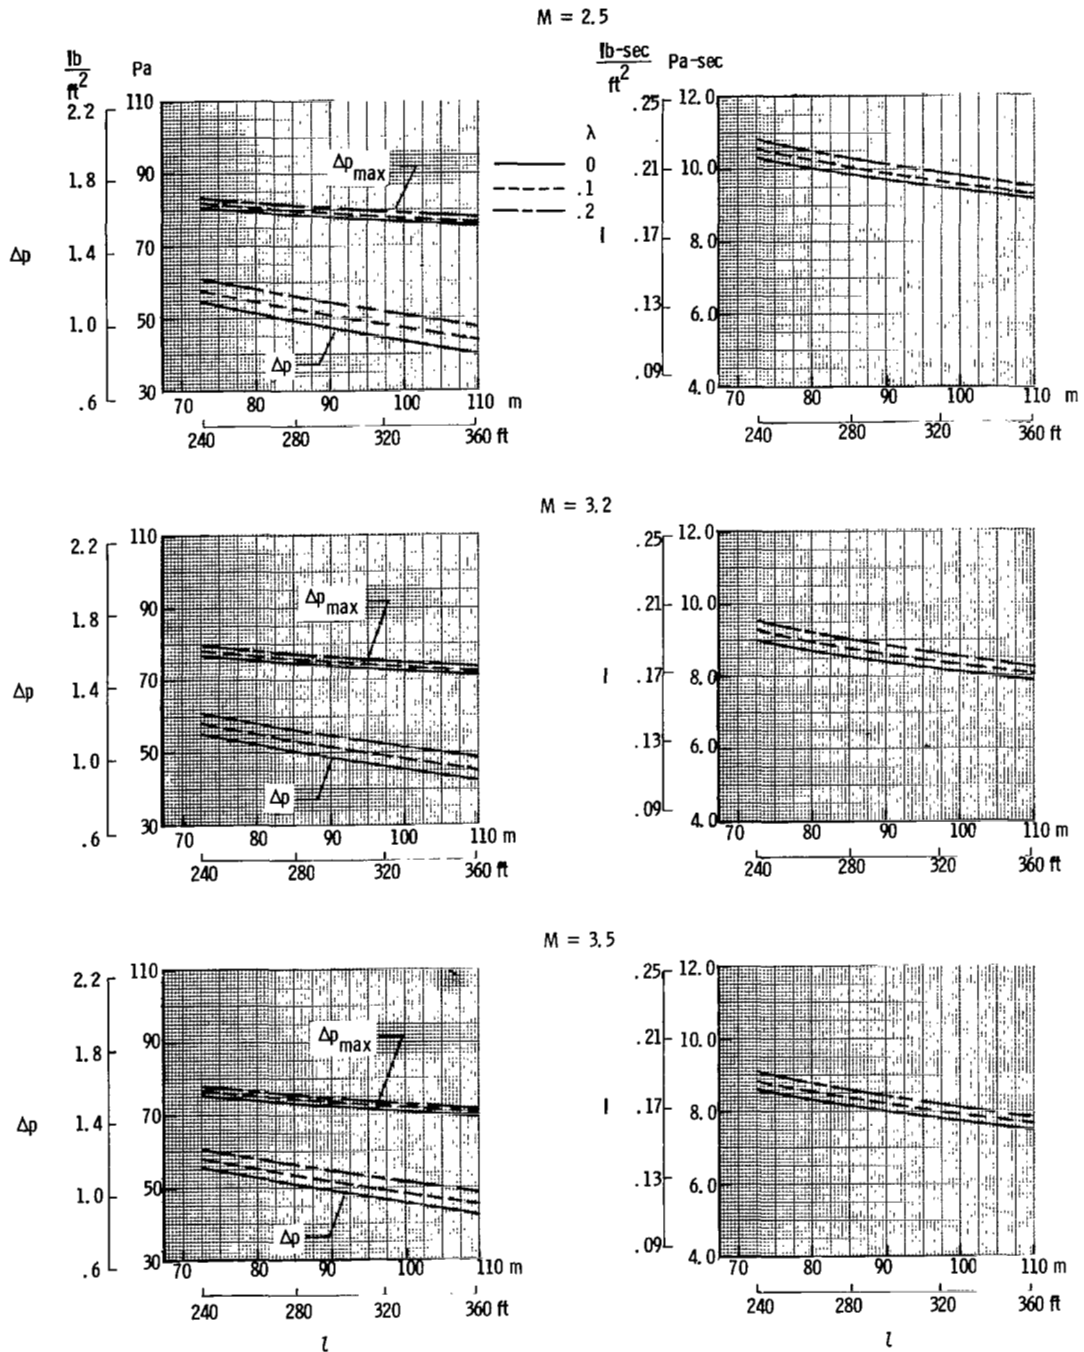 M = 2.5
lb/ft² Pa
2.2 110
1.8 90
1.4 70
1.0 50
.6 30
Δp
Δp max
Δp
70 80 90 100 110 m
240 280 320 360 ft
λ
0
.1
.2
lb-sec/ft² Pa-sec
.25 12.0
.21 10.0
.17 8.0
.13 6.0
.09 4.0
I
70 80 90 100 110 m
240 280 320 360 ft
M = 3.2
2.2 110
1.8 90
1.4 70
1.0 50
.6 30
Δp
Δp max
Δp
70 80 90 100 110 m
240 280 320 360 ft
.25 12.0
.21 10.0
.17 8.0
.13 6.0
.09 4.0
I
70 80 90 100 110 m
240 280 320 360 ft
M = 3.5
2.2 110
1.8 90
1.4 70
1.0 50
.6 30
Δp
Δp max
Δp
70 80 90 100 110 m
240 280 320 360 ft
l
.25 12.0
.21 10.0
.17 8.0
.13 6.0
.09 4.0
I
70 80 90 100 110
240 280 320 360 ft
l